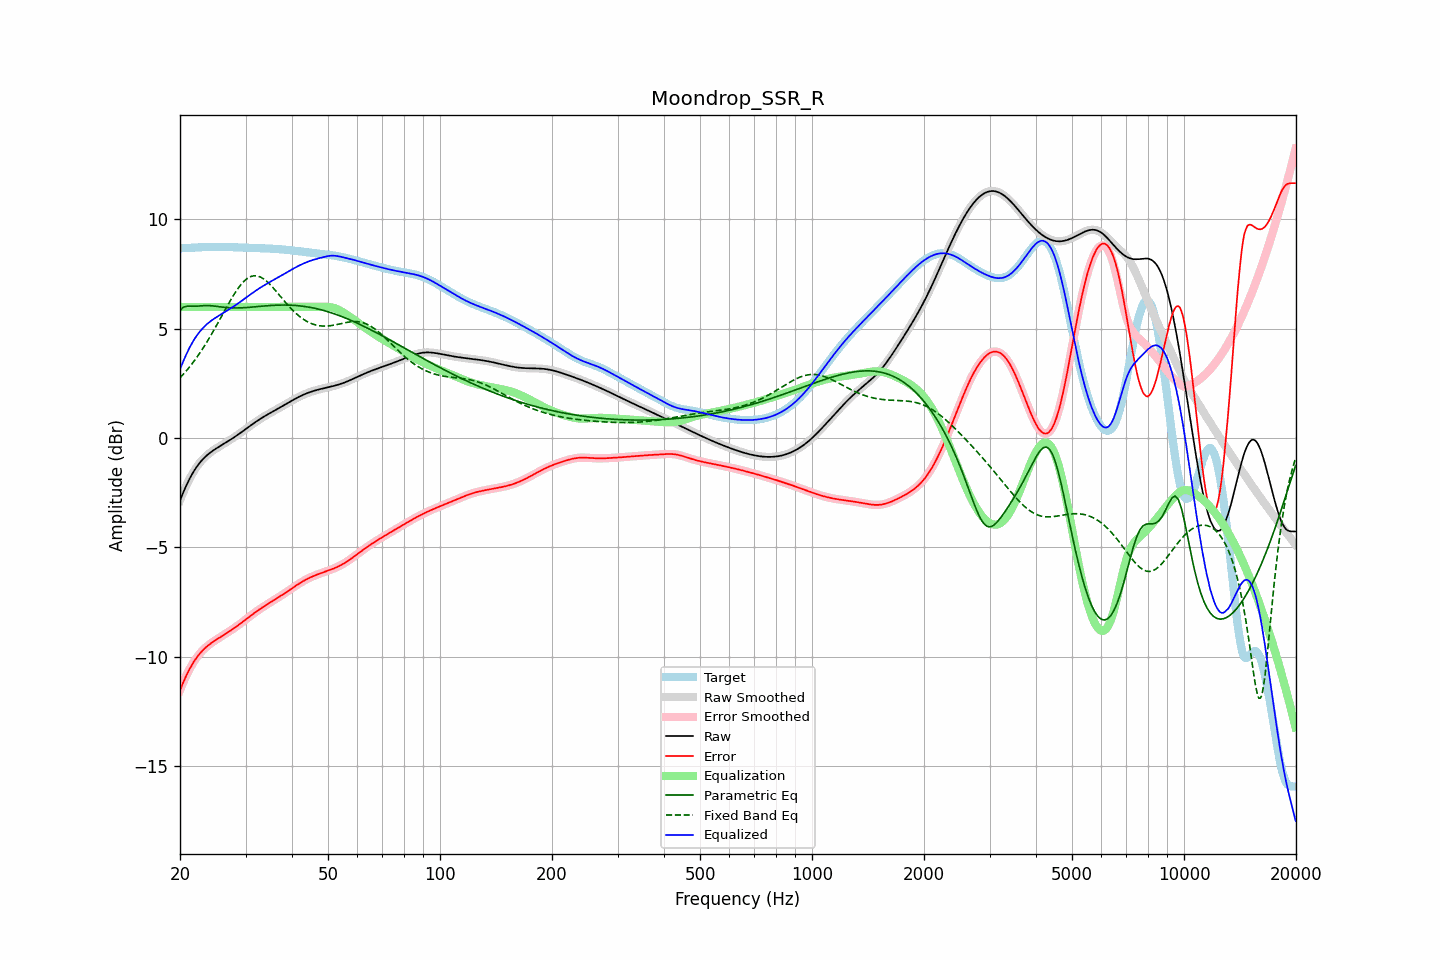 Moondrop_SSR_R
Amplitude (dBr)
10
5
0
−5
−10
−15
Target
Raw Smoothed
Error Smoothed
Raw
Error
Equalization
Parametric Eq
Fixed Band Eq
Equalized
20
50
100
200
500
1000
2000
5000
10000
20000
Frequency (Hz)